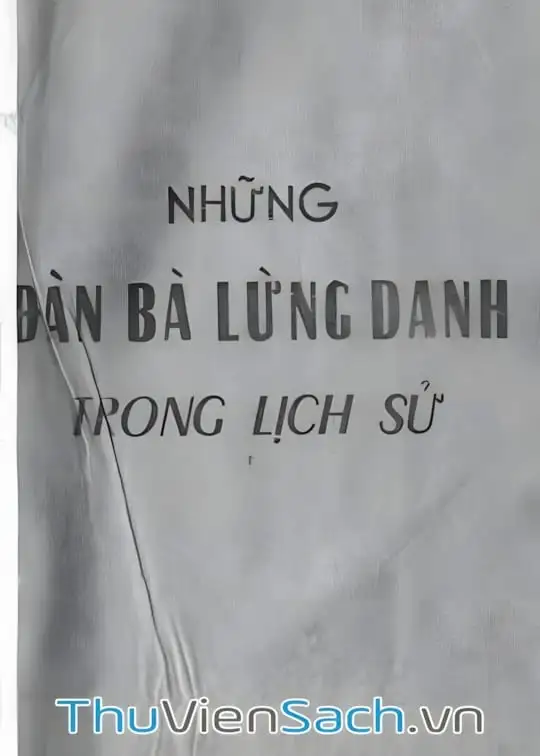 NHỮNG
ĐÀN BÀ LỪNG DANH
TRONG LỊCH SỬ
ThuVienSach.vn